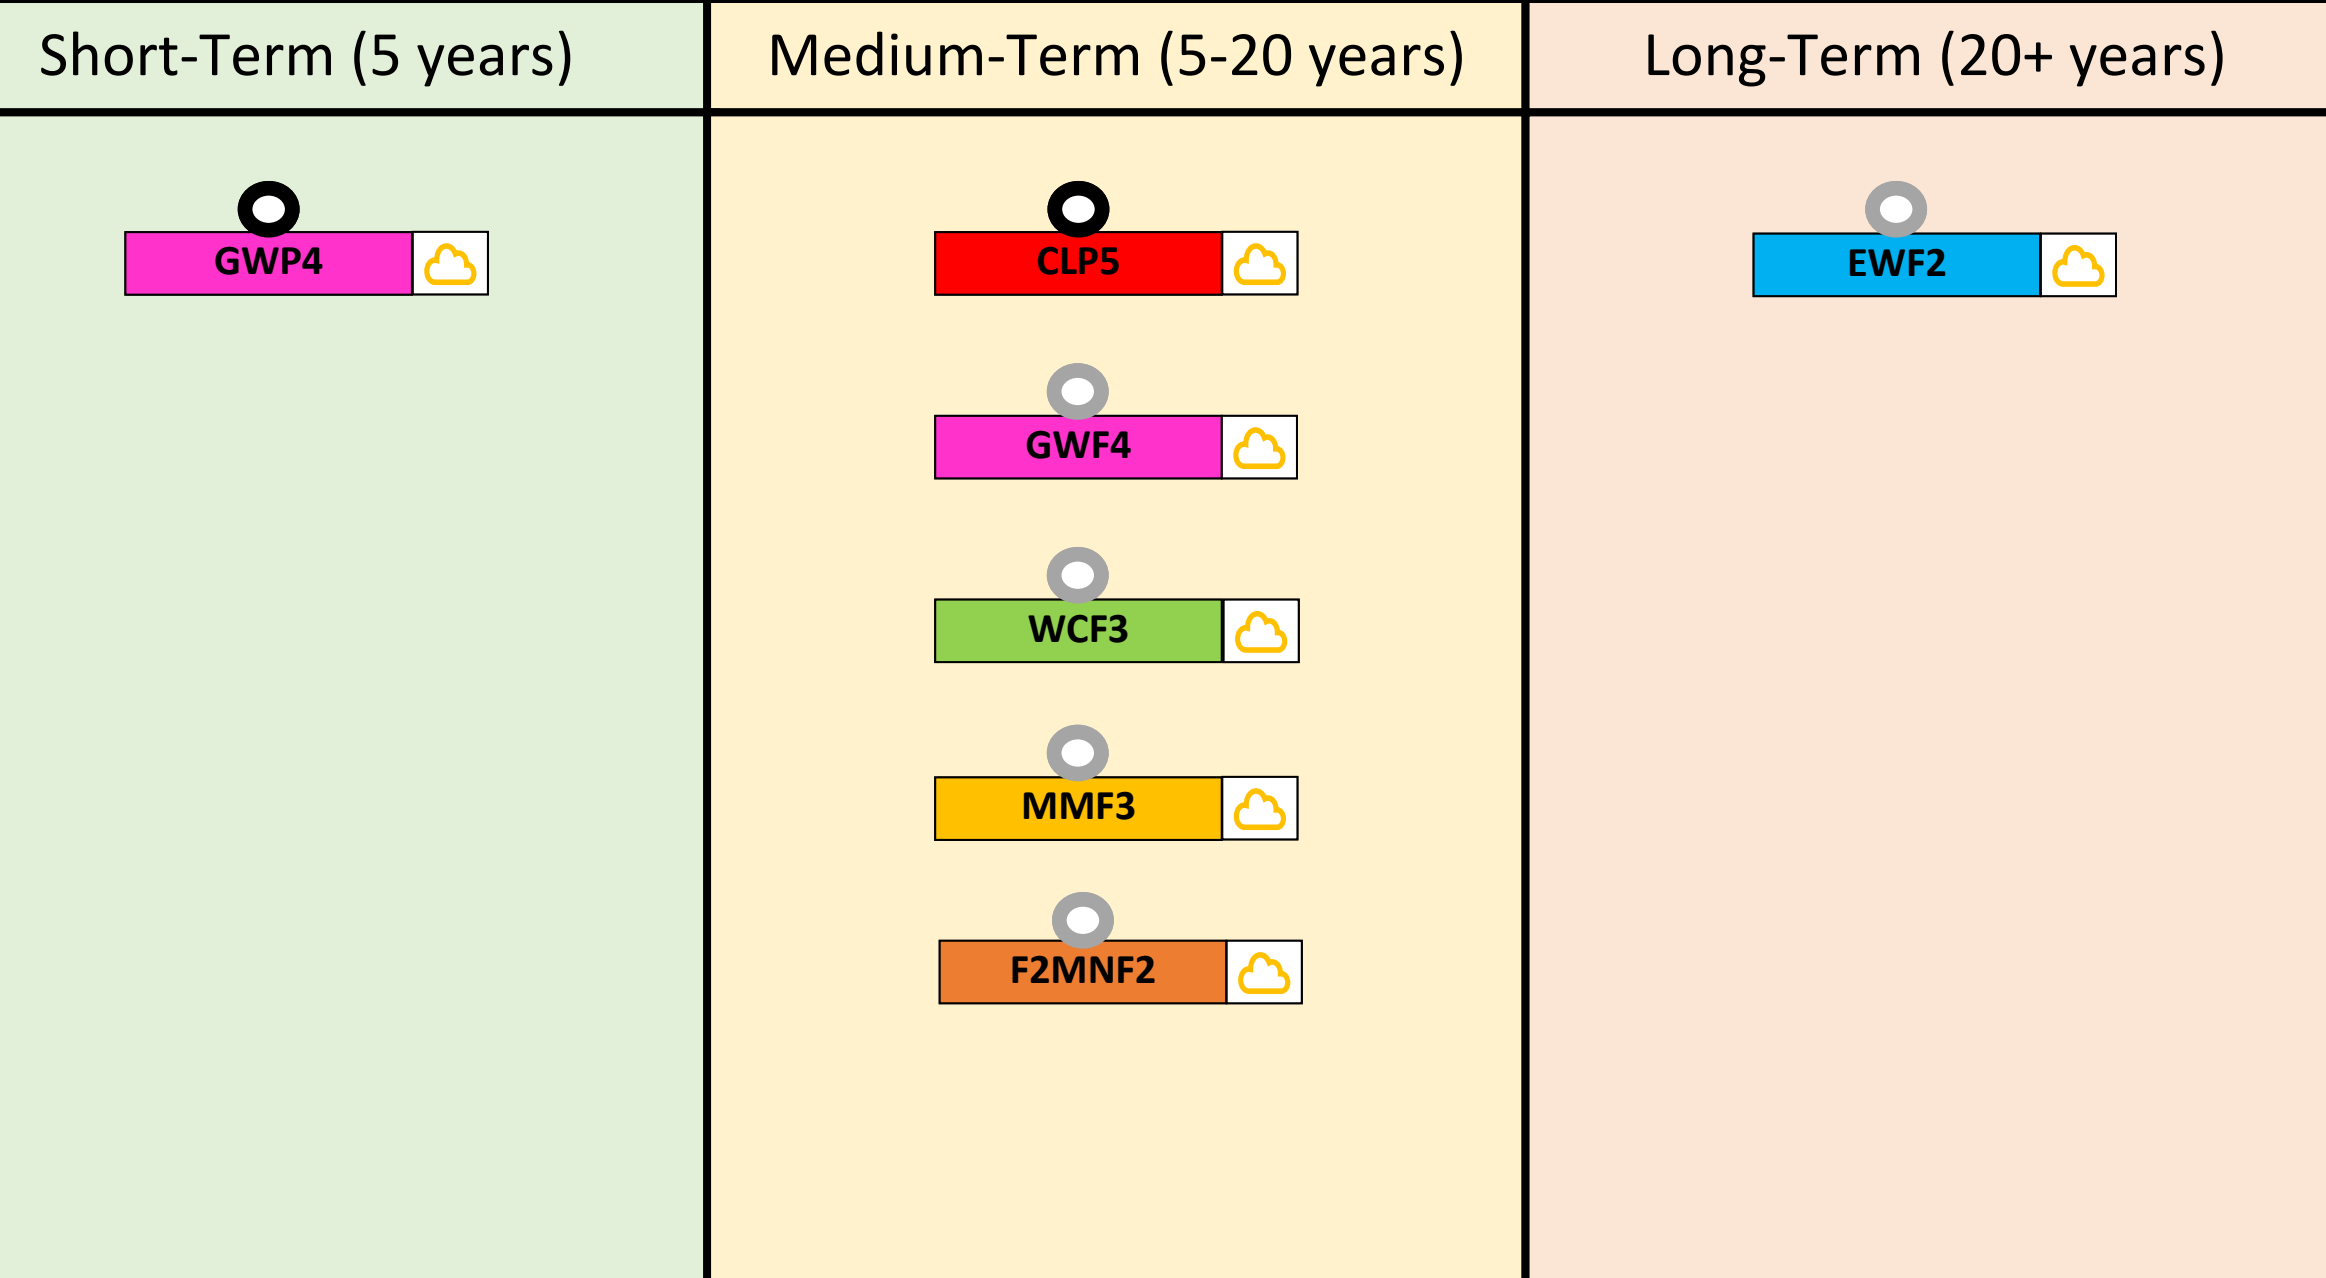 Short-Term (5 years)
Medium-Term (5-20 years)
Long-Term (20+ years)
GWP4
CLP5
EWF2
GWF4
WCF3
MMF3
F2MNF2